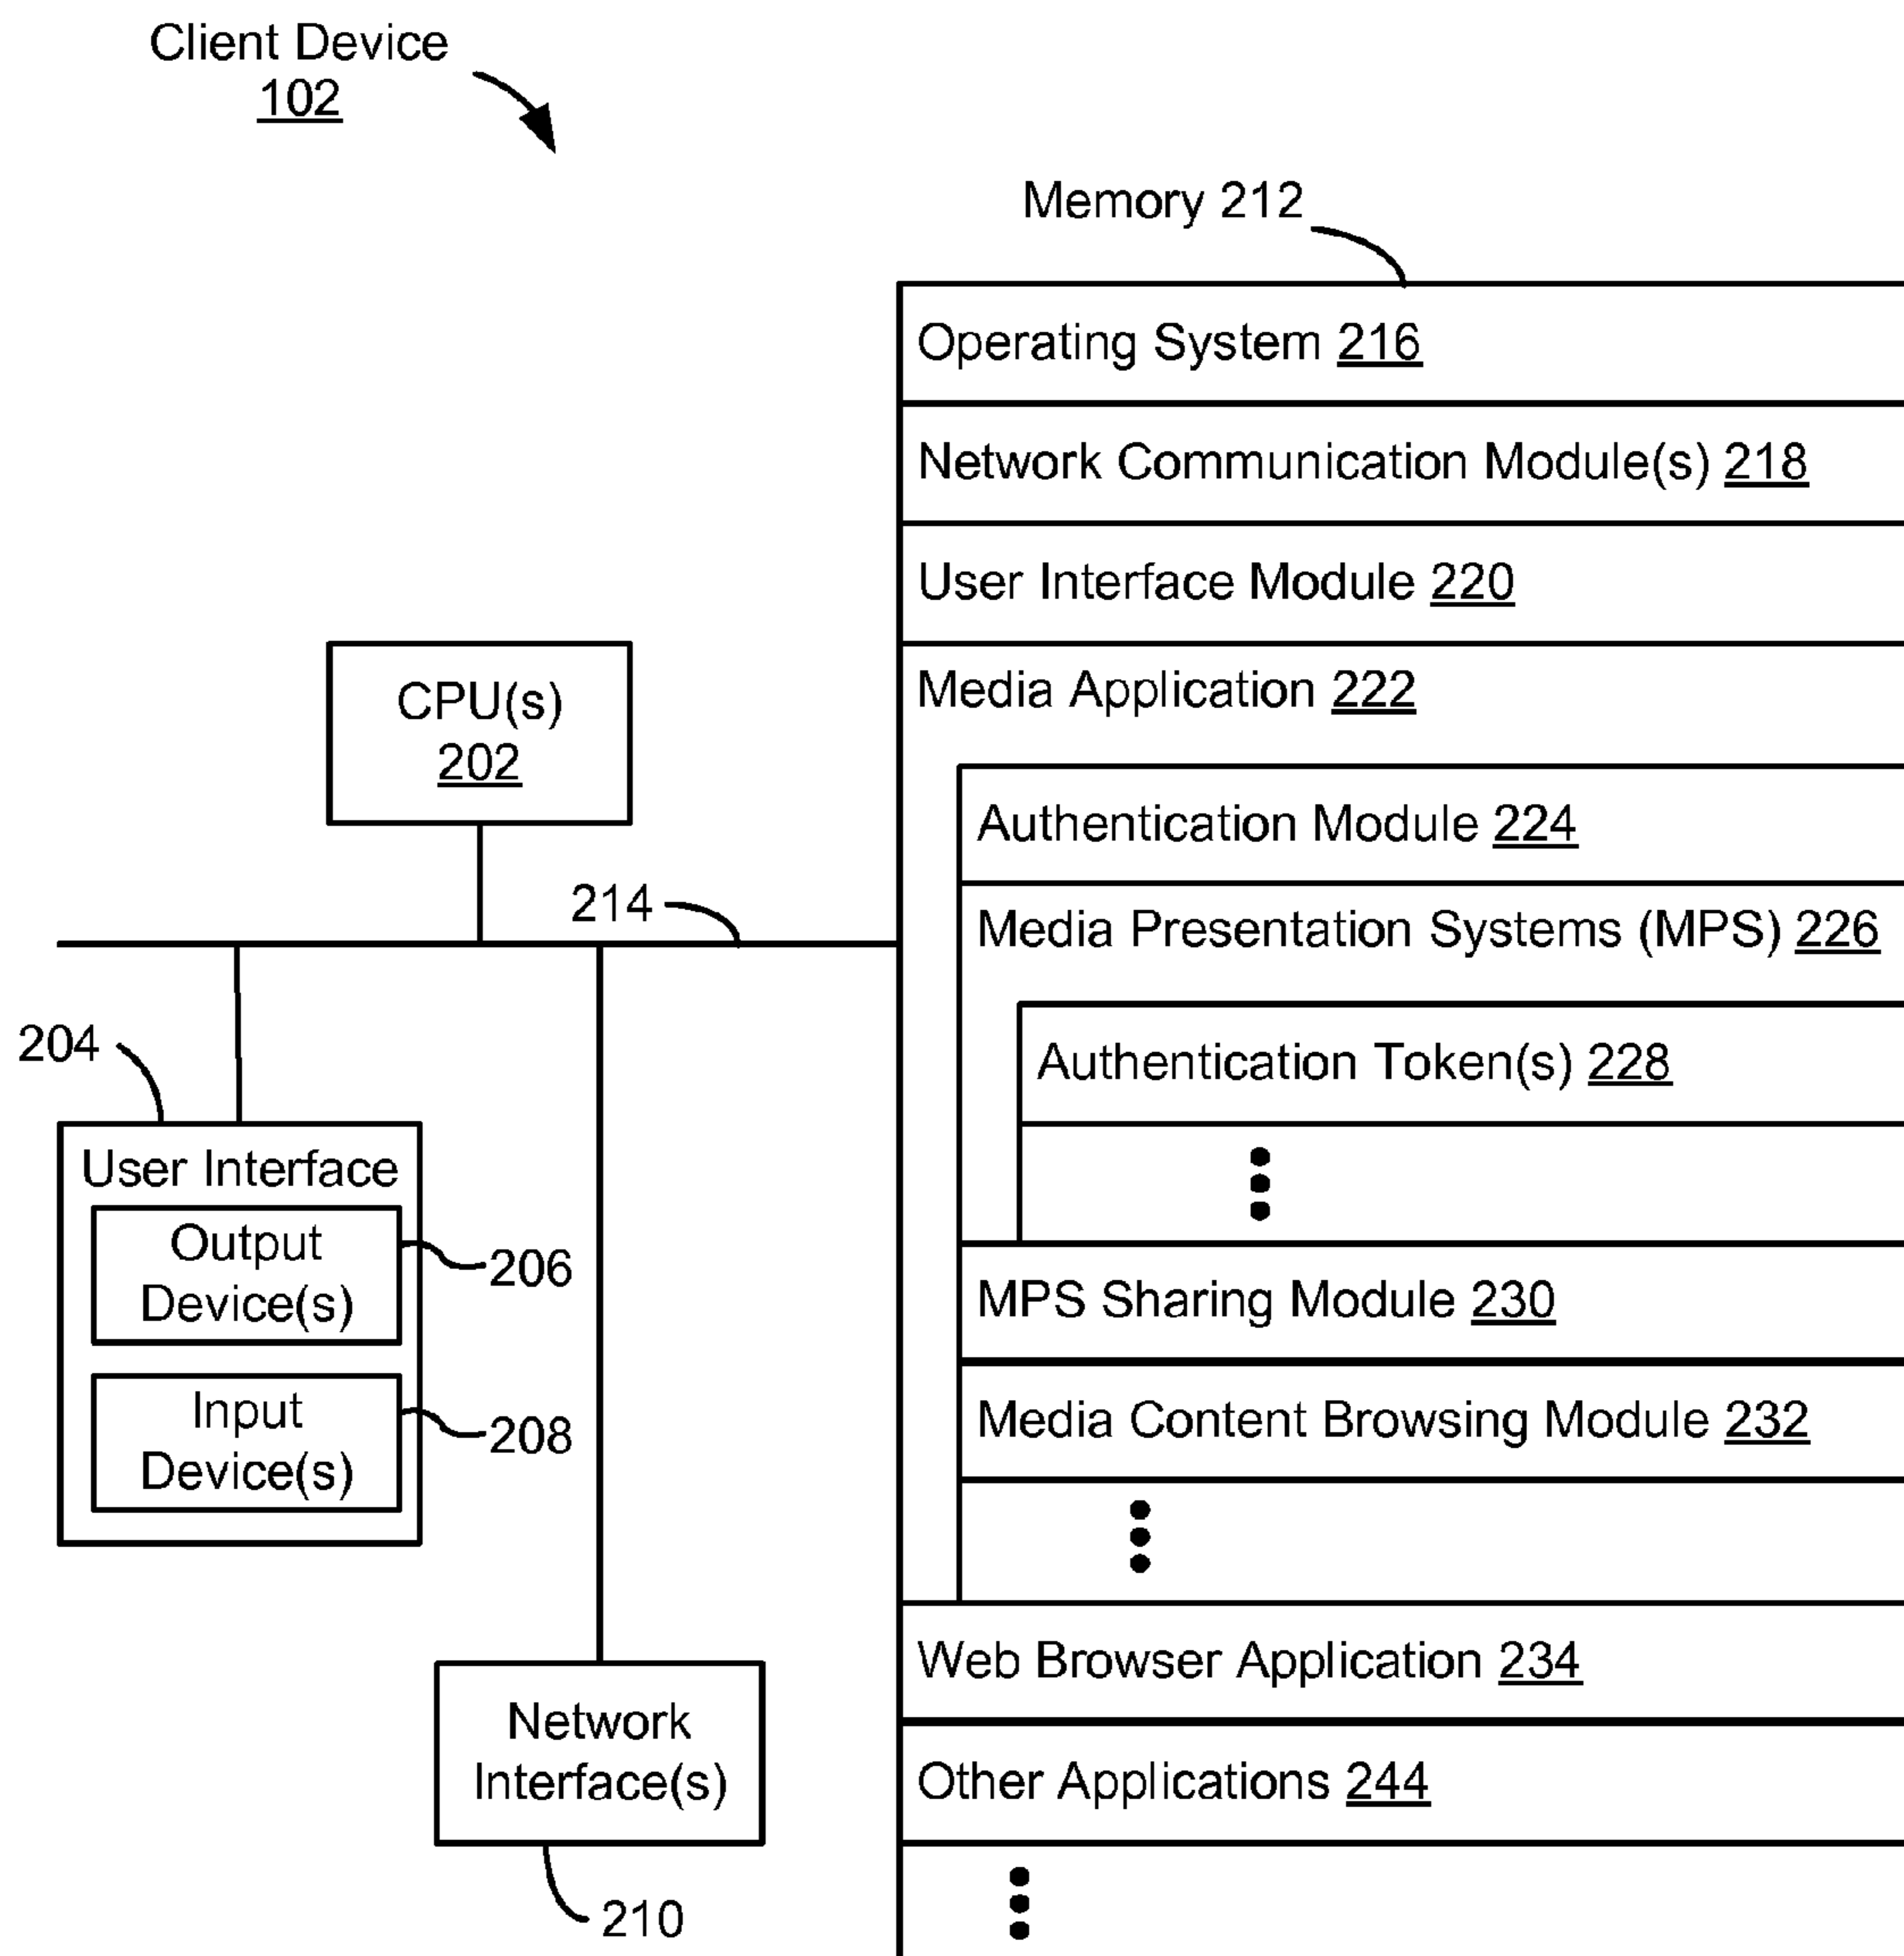 Client Device
102
Memory 212
Operating System 216
Network Communication Module(s) 218
User Interface Module 220
Media Application 222
Authentication Module 224
Media Presentation Systems (MPS) 226
Authentication Token(s) 228
MPS Sharing Module 230
Media Content Browsing Module 232
Web Browser Application 234
Other Applications 244
CPU(s)
202
214
204
User Interface
Output
Device(s)
206
Input
Device(s)
208
Network
Interface(s)
210